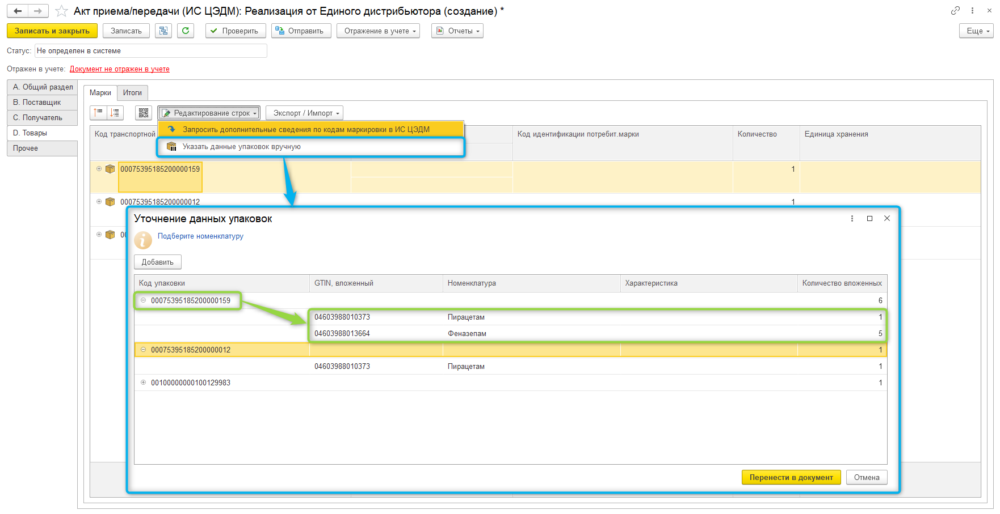 Акт приема/передачи (ИС ЦЭДМ): Реализация от Единого дистрибьютора (создание) *
Записать и закрыть Записать Проверить Отправить Отражение в учете Отчеты Еще
Статус: Не определен в системе
Отражен в учете: Документ не отражен в учете
A. Общий раздел
B. Поставщик
C. Получатель
D. Товары
Прочее
Марки Итоги
Редактирование строк Экспорт / Импорт
Запросить дополнительные сведения по кодам маркировки в ИС ЦЭДМ
Указать данные упаковок вручную
Код транспортной Код идентификации потребит.марки Количество Единица хранения
00075395185200000159 1
00075395185200000012 1
Уточнение данных упаковок
Подберите номенклатуру
Добавить
Код упаковки GTIN, вложенный Номенклатура Характеристика Количество вложенных
00075395185200000159 6
04603988010373 Пирацетам 1
04603988013664 Феназепам 5
00075395185200000012 1
04603988010373 Пирацетам 1
00100000000100129983 1
Перенести в документ Отмена